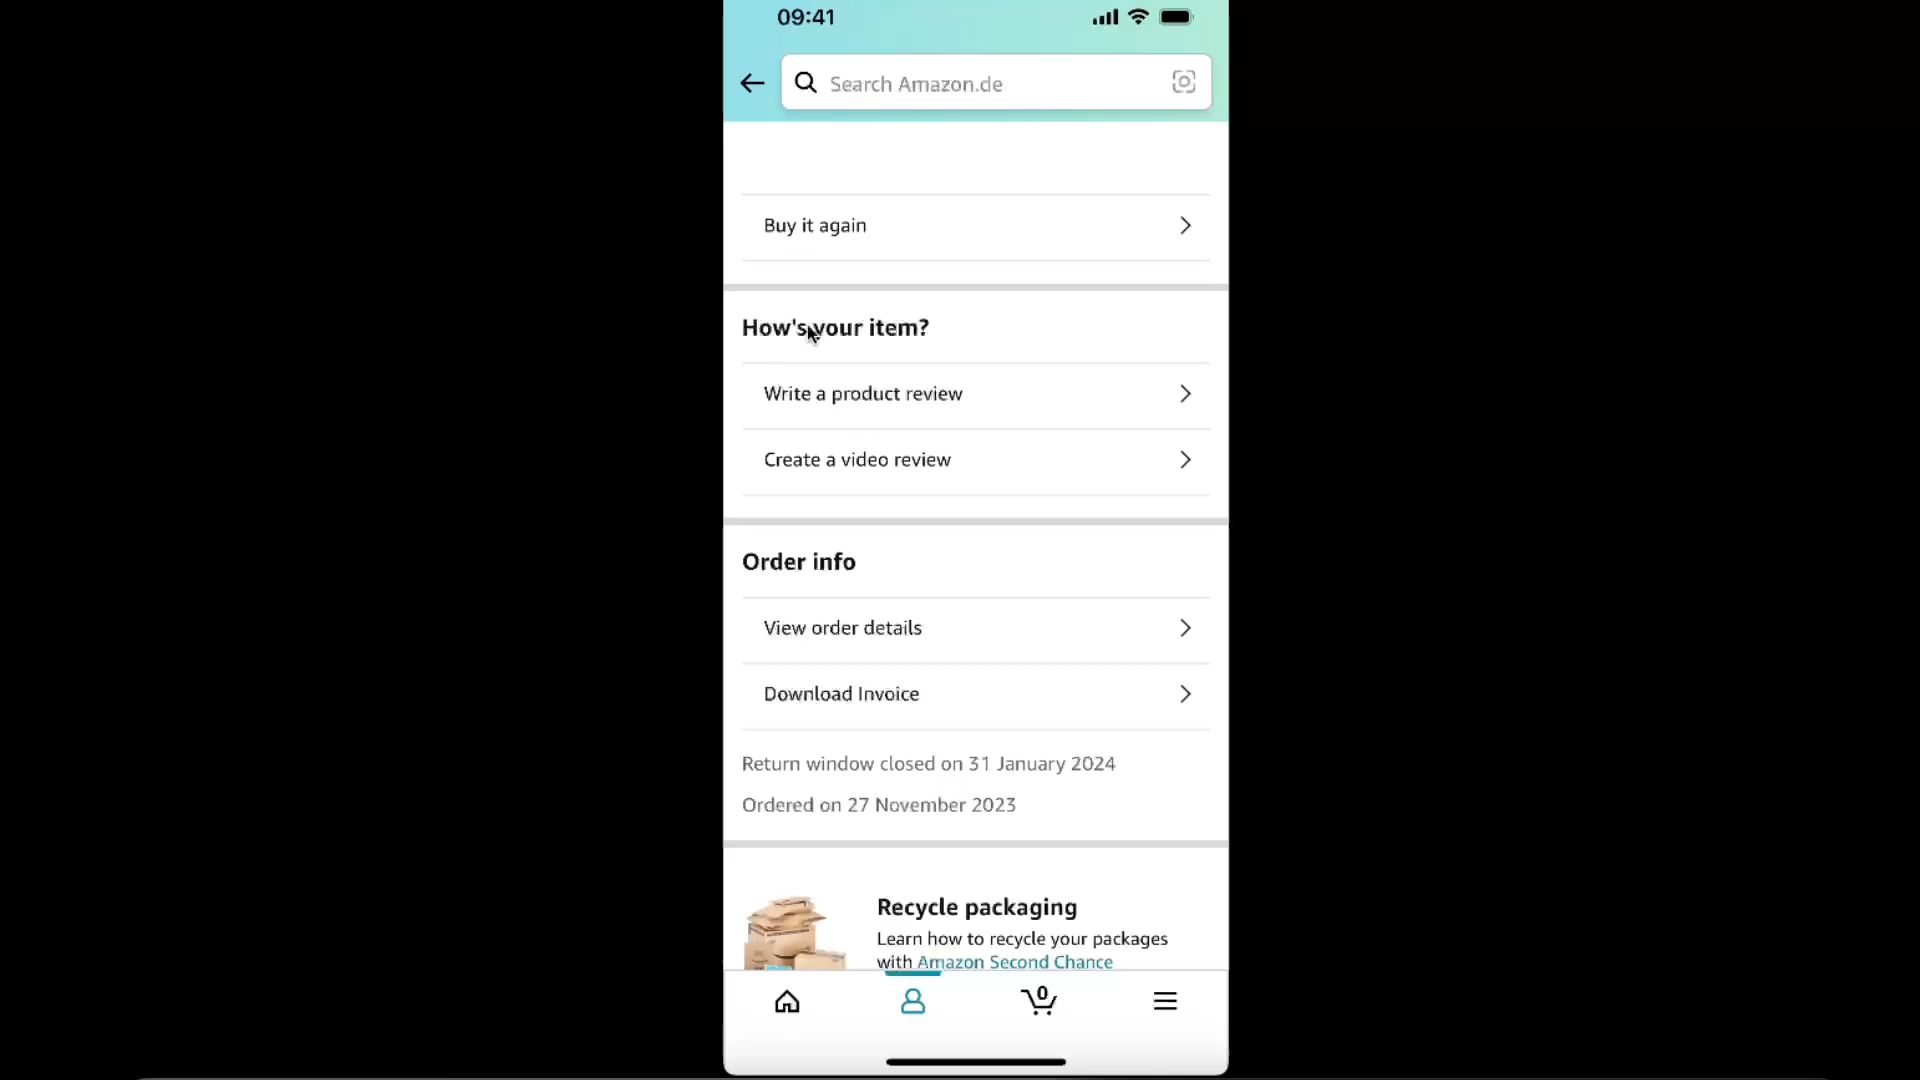 09:41
Search Amazon.de
Buy it again
How's your item?
Write a product review
Create a video review
Order info
View order details
Download Invoice
Return window closed on 31 January 2024
Ordered on 27 November 2023
Recycle packaging
Learn how to recycle your packages
with Amazon Second Chance
0